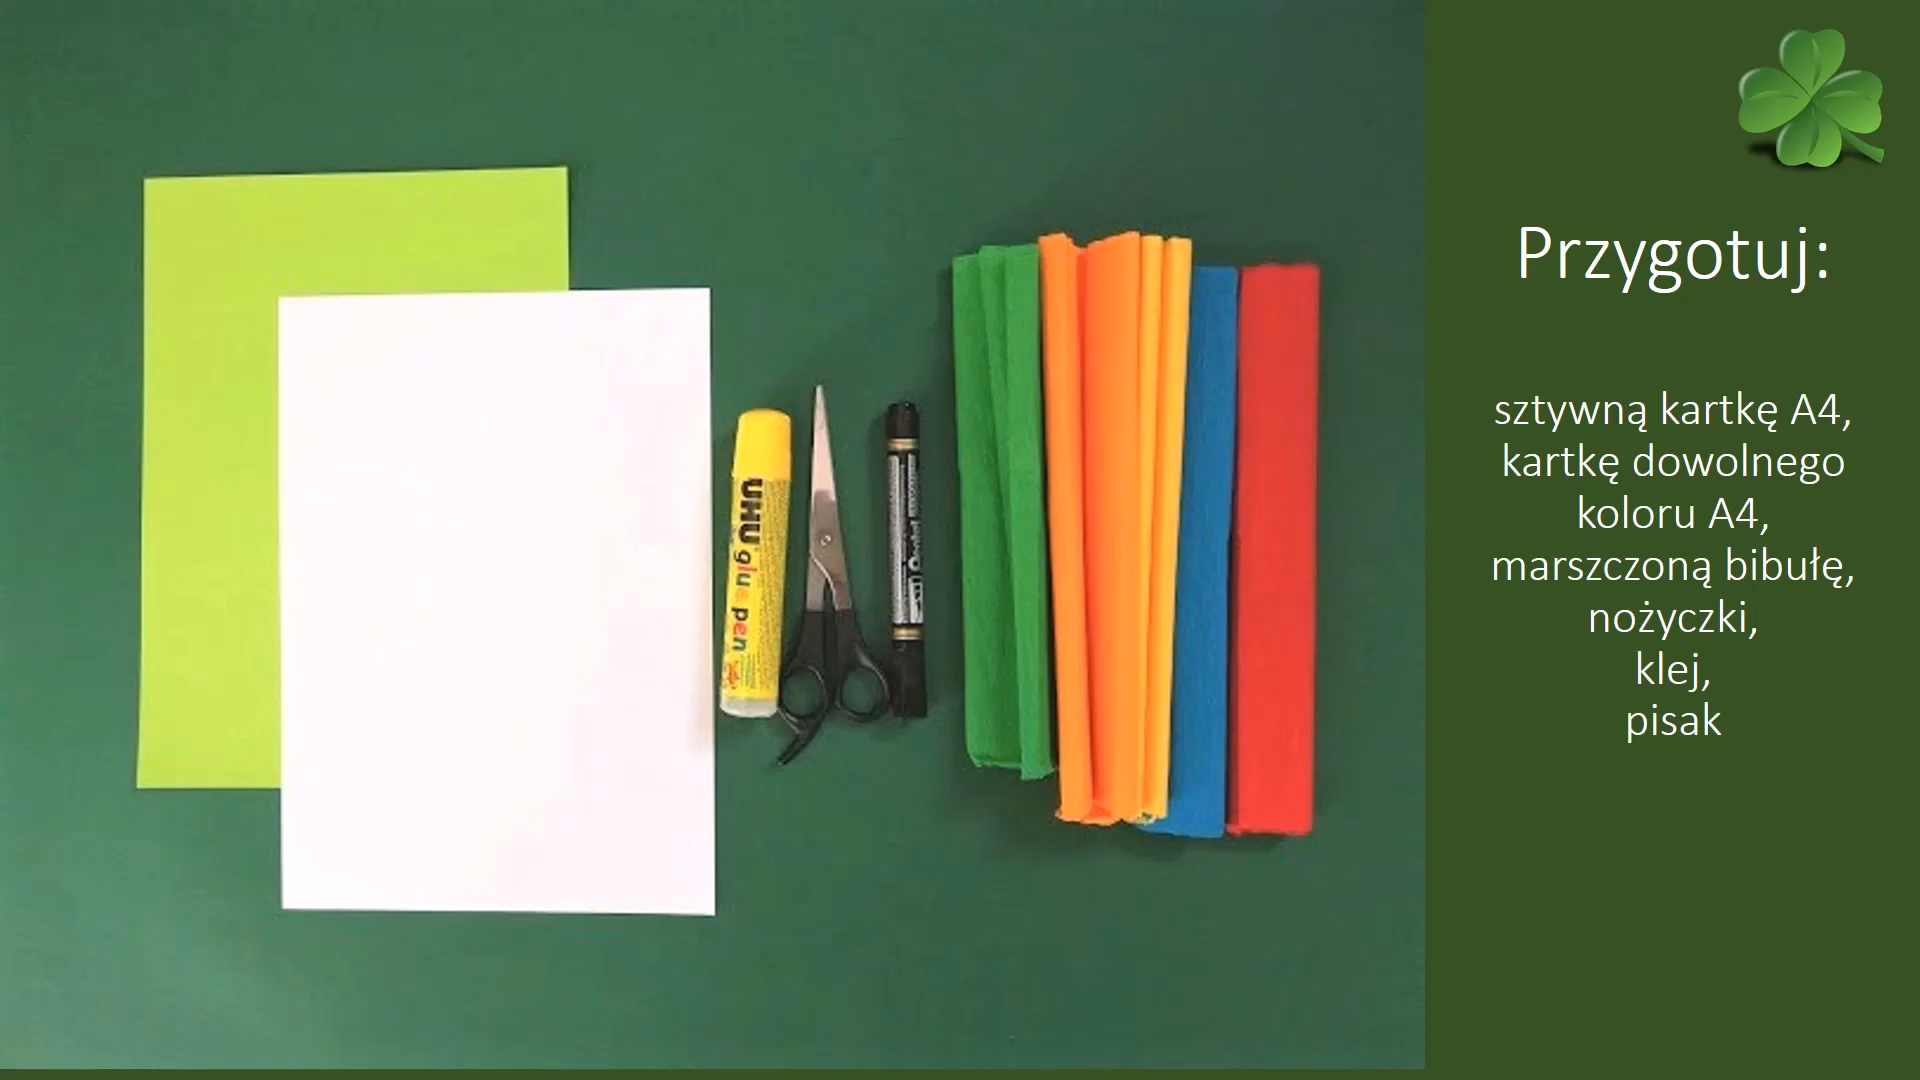 Przygotuj:
sztywną kartkę A4,
kartkę dowolnego
koloru A4,
marszczoną bibułę,
nożyczki,
klej,
pisak
UHU glue pen